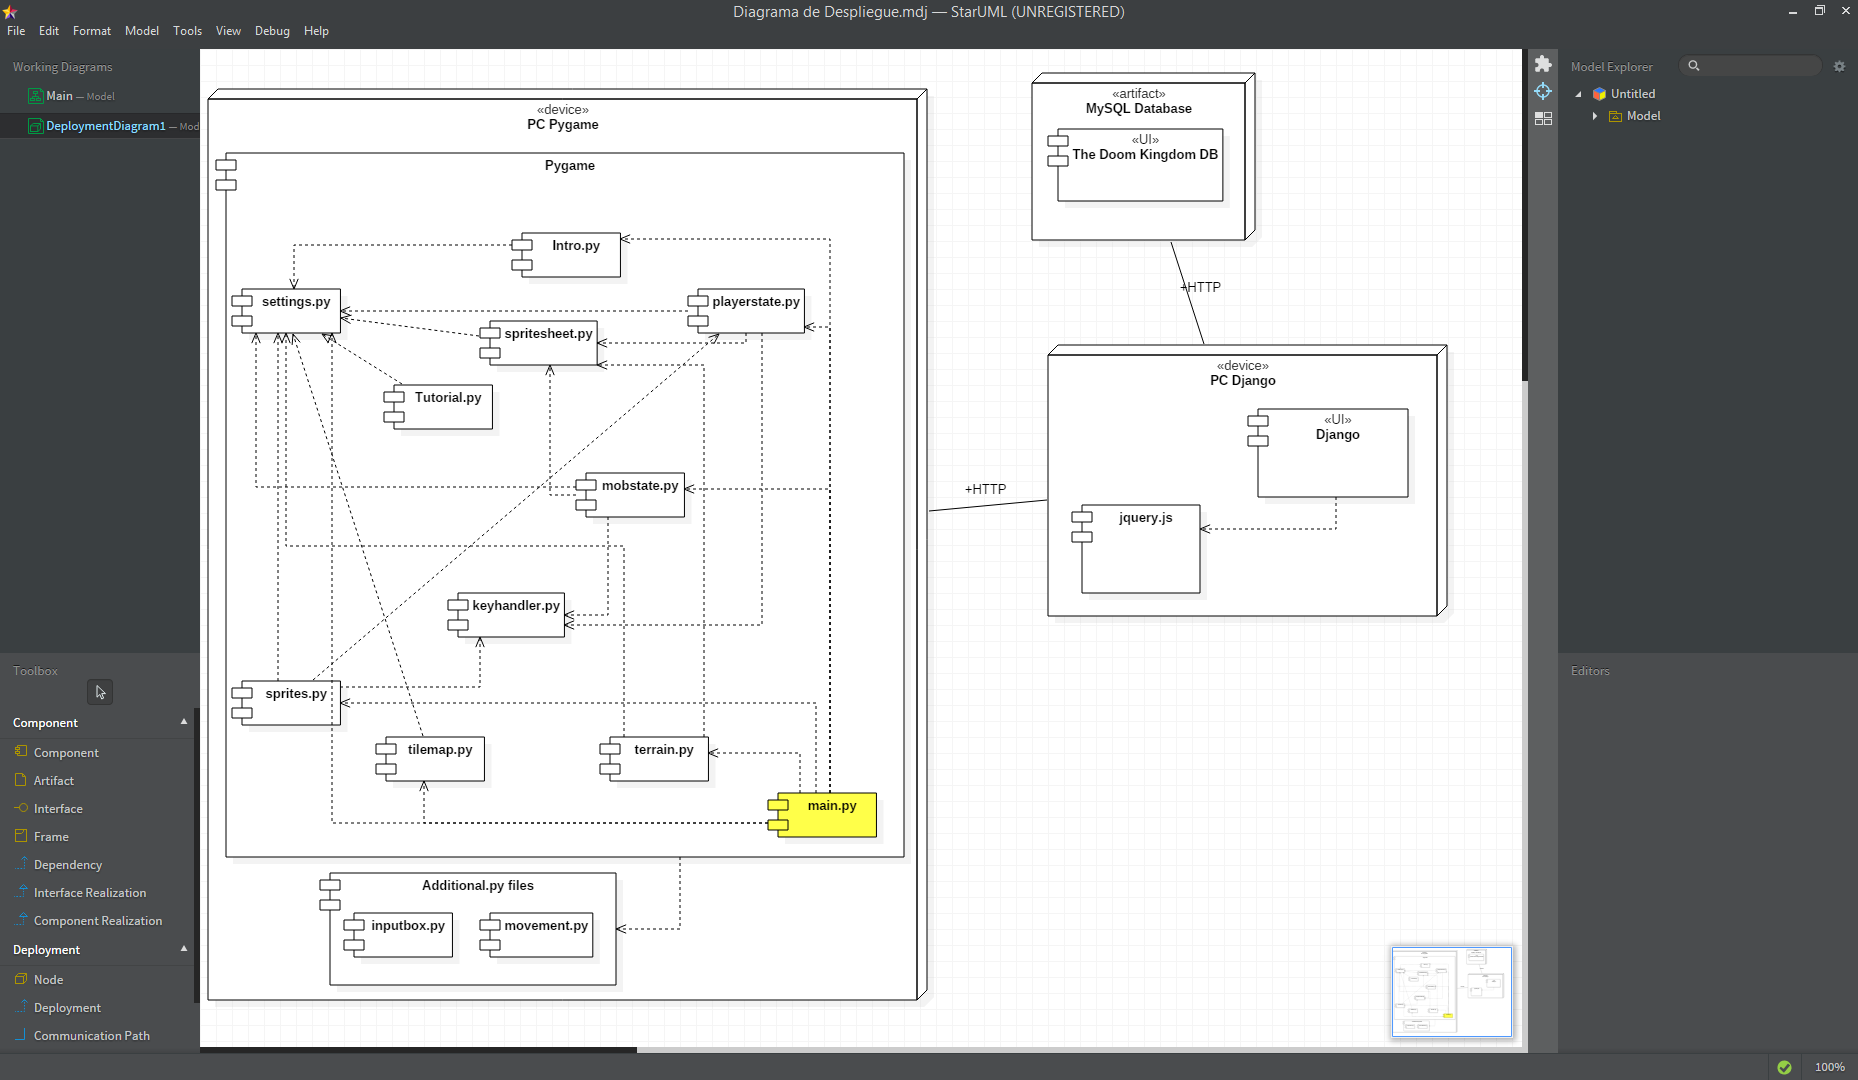 Diagrama de Despliegue.mdj — StarUML (UNREGISTERED)
File Edit Format Model Tools View Debug Help
Working Diagrams
Main — Model
DeploymentDiagram1 — Mod
Toolbox
Component
Component
Artifact
Interface
Frame
Dependency
Interface Realization
Component Realization
Deployment
Node
Deployment
Communication Path
«device»
PC Pygame
Pygame
Intro.py
settings.py
playerstate.py
spritesheet.py
Tutorial.py
mobstate.py
keyhandler.py
sprites.py
tilemap.py
terrain.py
main.py
Additional.py files
inputbox.py
movement.py
«artifact»
MySQL Database
«UI»
The Doom Kingdom DB
+HTTP
«device»
PC Django
«UI»
Django
+HTTP
jquery.js
Model Explorer
Untitled
Model
Editors
100%